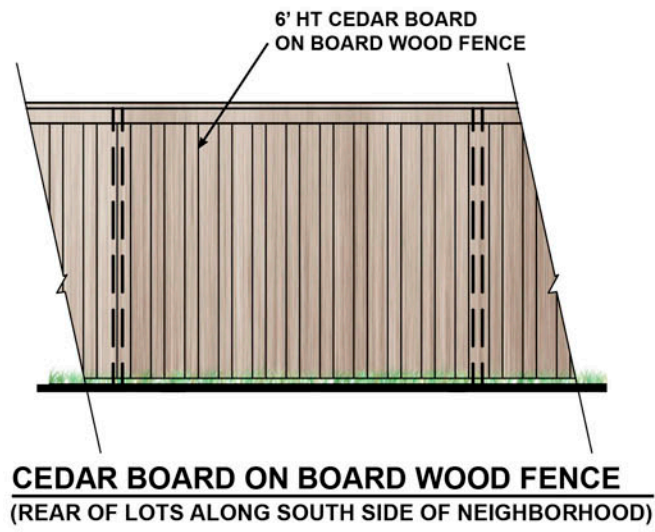 6' HT CEDAR BOARD
ON BOARD WOOD FENCE
CEDAR BOARD ON BOARD WOOD FENCE
(REAR OF LOTS ALONG SOUTH SIDE OF NEIGHBORHOOD)